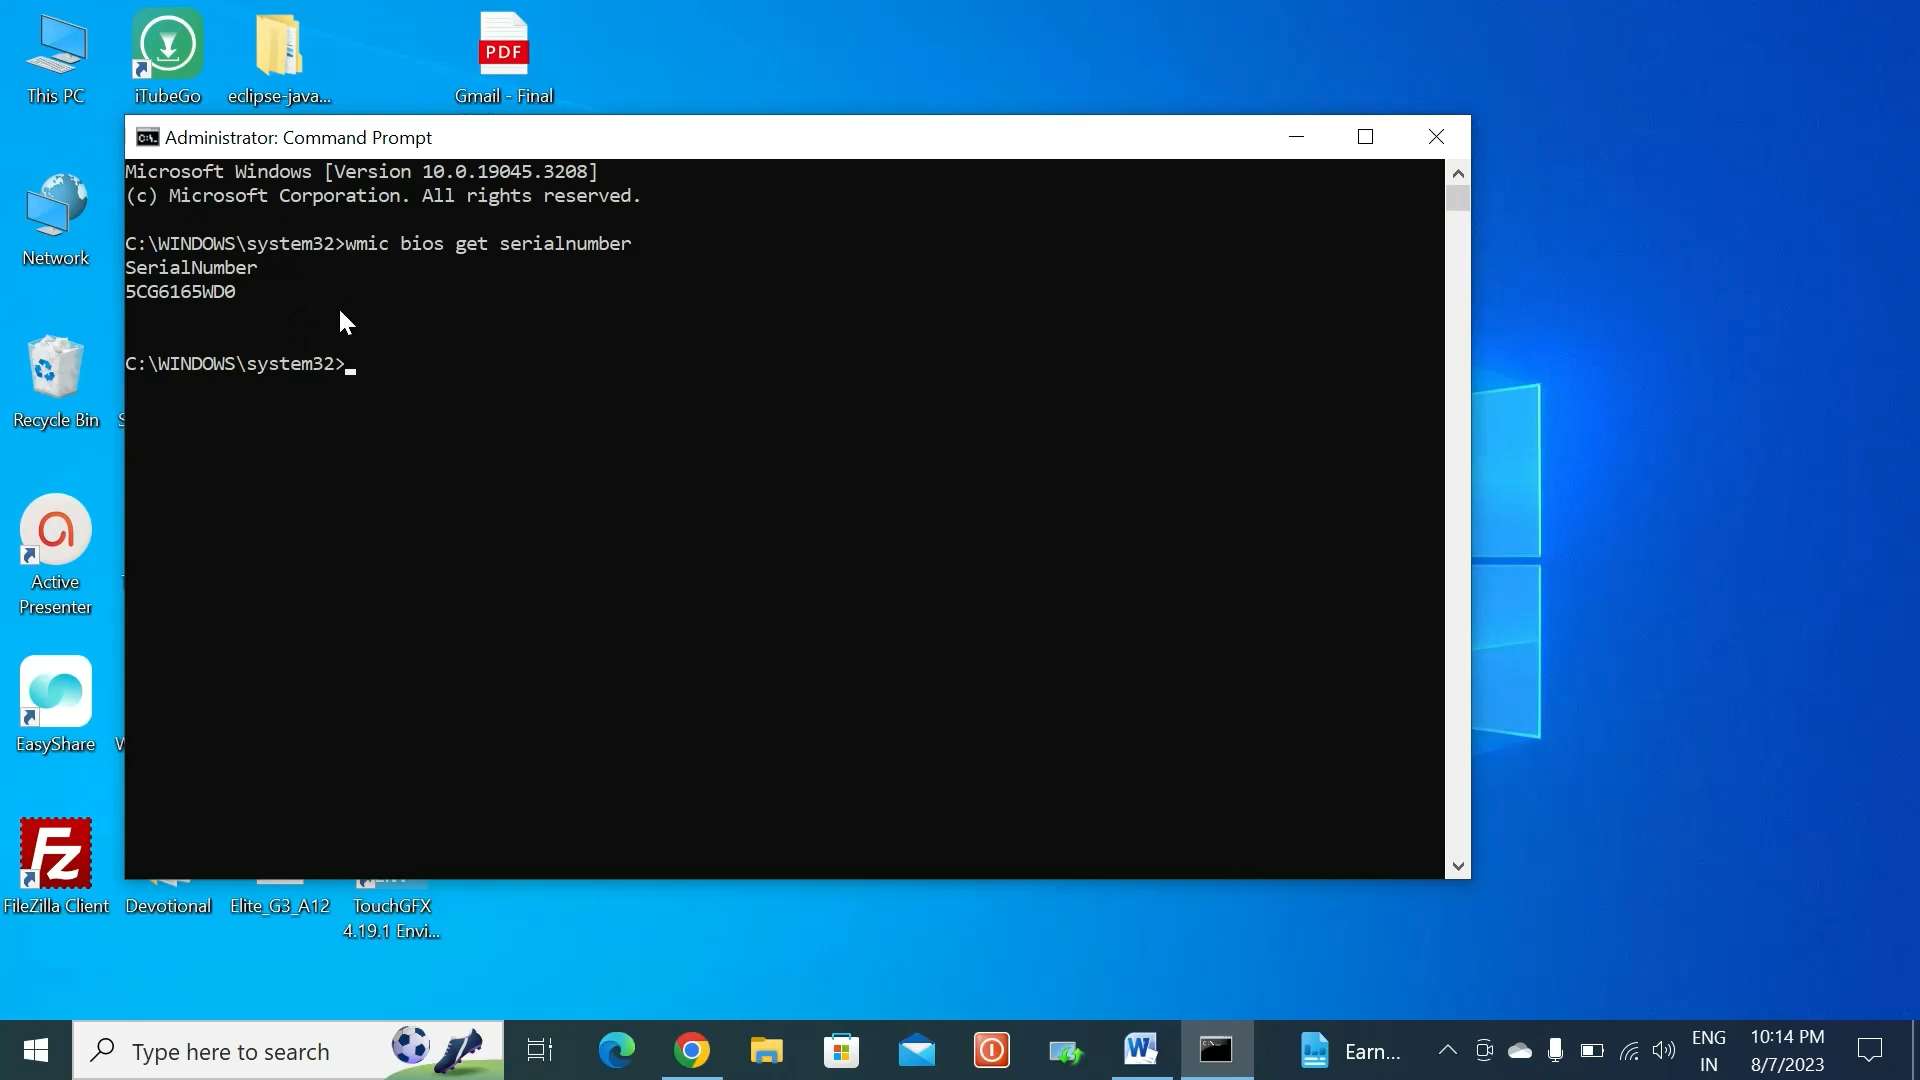 This PC
iTubeGo
eclipse-java...
PDF
Gmail - Final
Administrator: Command Prompt
Microsoft Windows [Version 10.0.19045.3208]
(c) Microsoft Corporation. All rights reserved.
C:\WINDOWS\system32>wmic bios get serialnumber
SerialNumber
5CG6165WD0
C:\WINDOWS\system32>
Network
Recycle Bin
Active
Presenter
EasyShare
Fz
FileZilla Client
Devotional
Elite_G3_A12
TouchGFX
4.19.1 Envi...
Type here to search
Earn...
ENG
IN
10:14 PM
8/7/2023